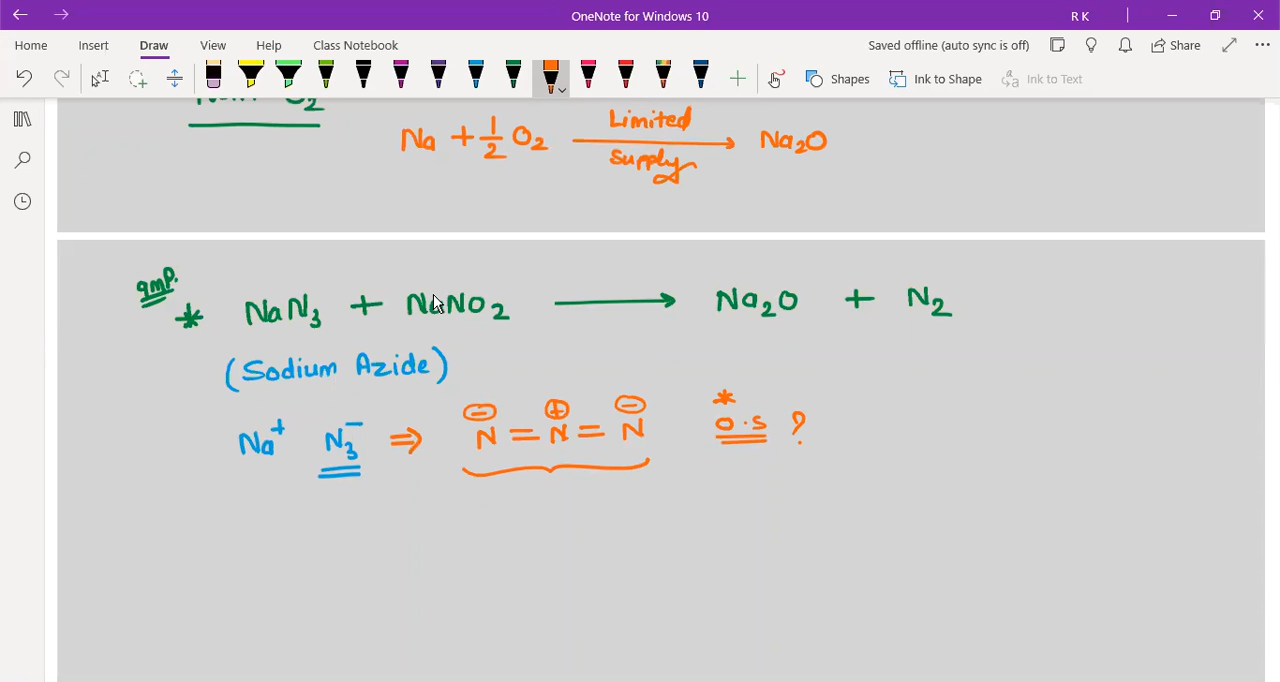 OneNote for Windows 10 R K
Home Insert Draw View Help Class Notebook Saved offline (auto sync is off) Share
Shapes Ink to Shape Ink to Text
Na + 1/2 O2 Limited Supply → Na2O
Imp.
* NaN3 + NaNO2 → Na2O + N2
(Sodium Azide)
Na+ N3− ⇒ N⊖ = N⊕ = N⊖ * O.S ?